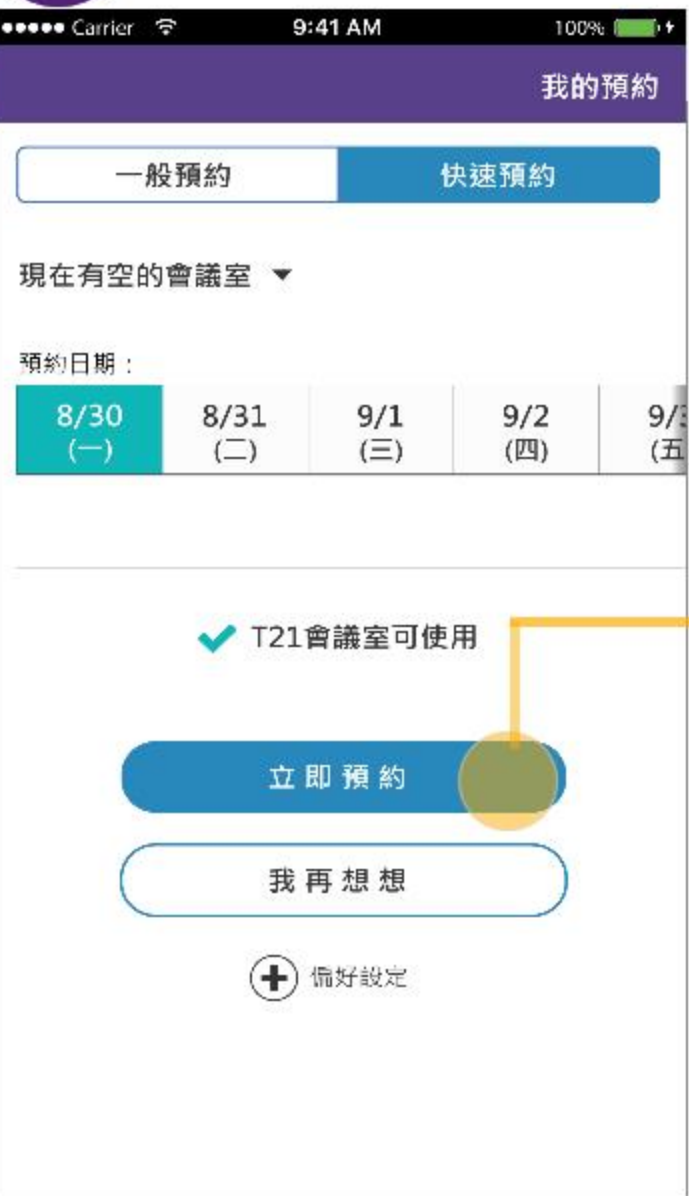 Carrier 9:41 AM 100%
我的預約
一般預約 快速預約
現在有空的會議室
預約日期：
8/30 8/31 9/1 9/2 9/
(一) (二) (三) (四) (五
T21會議室可使用
立即預約
我再想想
偏好設定